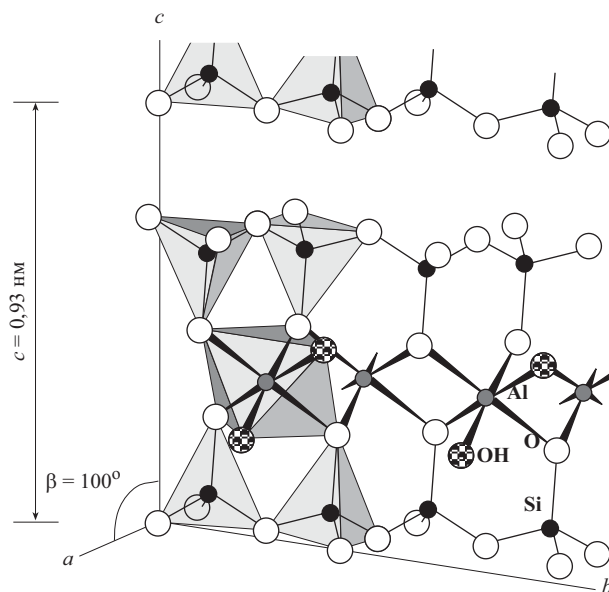 c
c = 0,93 нм
Al
O
OH
Si
β = 100°
a
b